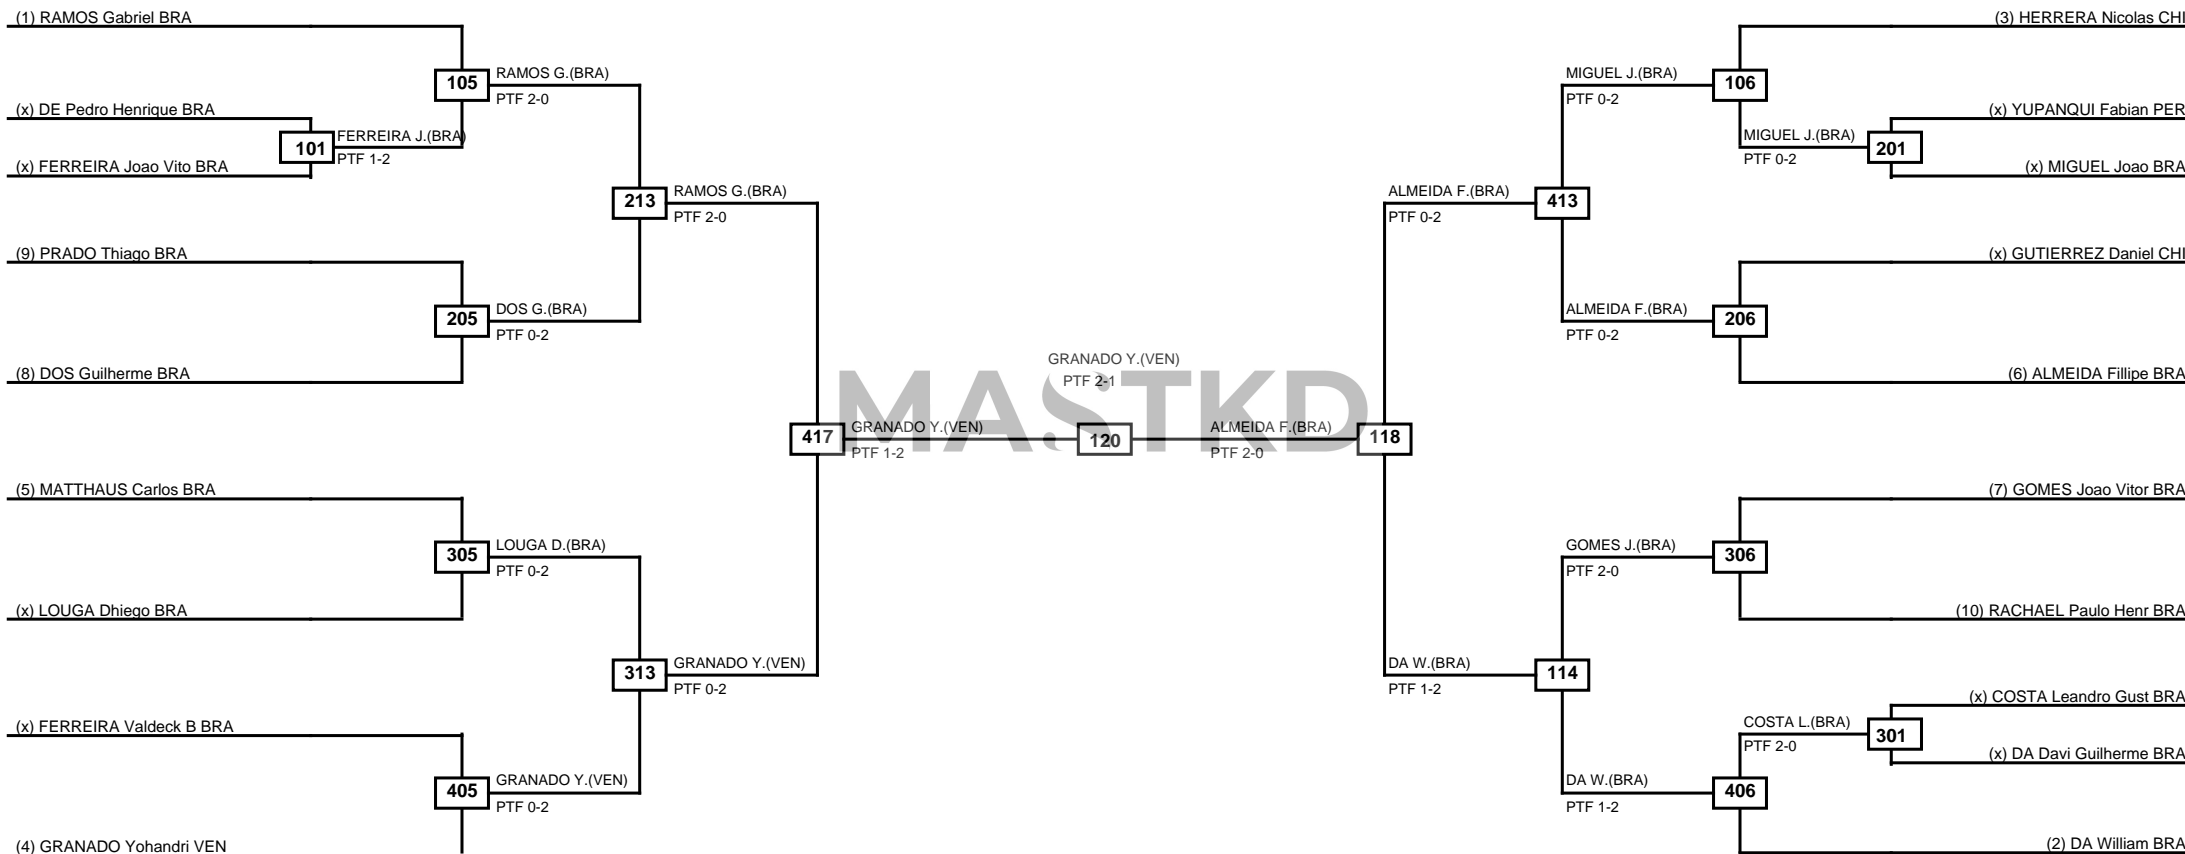 (1) RAMOS Gabriel BRA
(3) HERRERA Nicolas CHI
105
RAMOS G.(BRA)
PTF 2-0
MIGUEL J.(BRA)
PTF 0-2
106
(x) DE Pedro Henrique BRA
(x) YUPANQUI Fabian PER
101
FERREIRA J.(BRA)
PTF 1-2
MIGUEL J.(BRA)
PTF 0-2
201
(x) FERREIRA Joao Vito BRA
(x) MIGUEL Joao BRA
213
RAMOS G.(BRA)
PTF 2-0
ALMEIDA F.(BRA)
PTF 0-2
413
(9) PRADO Thiago BRA
(x) GUTIERREZ Daniel CHI
205
DOS G.(BRA)
PTF 0-2
ALMEIDA F.(BRA)
PTF 0-2
206
(8) DOS Guilherme BRA
(6) ALMEIDA Fillipe BRA
GRANADO Y.(VEN)
PTF 2-1
MASTKD
417
GRANADO Y.(VEN)
PTF 1-2
120
ALMEIDA F.(BRA)
PTF 2-0
118
(5) MATTHAUS Carlos BRA
(7) GOMES Joao Vitor BRA
305
LOUGA D.(BRA)
PTF 0-2
GOMES J.(BRA)
PTF 2-0
306
(x) LOUGA Dhiego BRA
(10) RACHAEL Paulo Henr BRA
313
GRANADO Y.(VEN)
PTF 0-2
DA W.(BRA)
PTF 1-2
114
(x) FERREIRA Valdeck B BRA
(x) COSTA Leandro Gust BRA
COSTA L.(BRA)
PTF 2-0
301
(x) DA Davi Guilherme BRA
405
GRANADO Y.(VEN)
PTF 0-2
DA W.(BRA)
PTF 1-2
406
(4) GRANADO Yohandri VEN
(2) DA William BRA